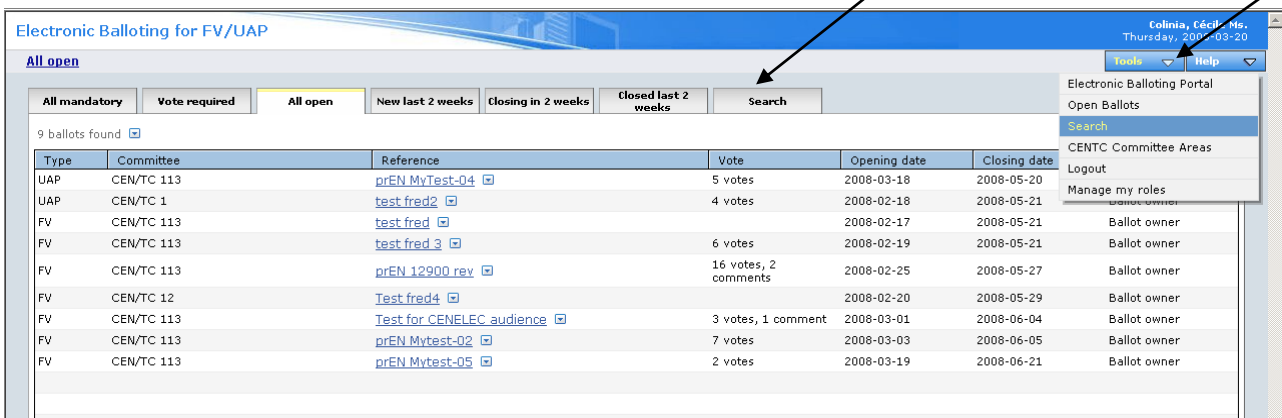 Electronic Balloting for FV/UAP
Colinia, Cécile Ms.
Thursday, 2008-03-20
All open
Tools Help
Electronic Balloting Portal
Open Ballots
Search
CENTC Committee Areas
Logout
Manage my roles
All mandatory Vote required All open New last 2 weeks Closing in 2 weeks Closed last 2 weeks Search
9 ballots found
Type Committee Reference Vote Opening date Closing date
UAP CEN/TC 113 prEN MyTest-04 5 votes 2008-03-18 2008-05-20
UAP CEN/TC 1 test fred2 4 votes 2008-02-18 2008-05-21 Ballot owner
FV CEN/TC 113 test fred 2008-02-17 2008-05-21 Ballot owner
FV CEN/TC 113 test fred 3 6 votes 2008-02-19 2008-05-21 Ballot owner
FV CEN/TC 113 prEN 12900 rev 16 votes, 2 comments 2008-02-25 2008-05-27 Ballot owner
FV CEN/TC 12 Test fred4 2008-02-20 2008-05-29 Ballot owner
FV CEN/TC 113 Test for CENELEC audience 3 votes, 1 comment 2008-03-01 2008-06-04 Ballot owner
FV CEN/TC 113 prEN Mytest-02 7 votes 2008-03-03 2008-06-05 Ballot owner
FV CEN/TC 113 prEN Mytest-05 2 votes 2008-03-19 2008-06-21 Ballot owner